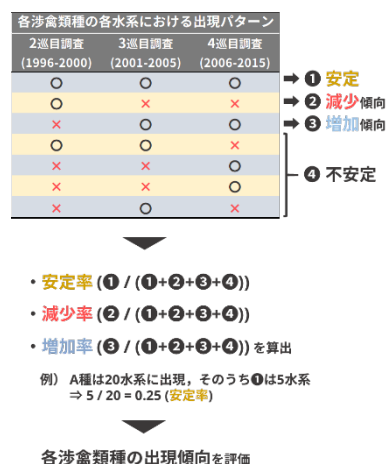 各渉禽類種の各水系における出現パターン
2巡目調査 3巡目調査 4巡目調査
(1996-2000) (2001-2005) (2006-2015)
○ ○ ○ ➡ ❶ 安定
○ × × ➡ ❷ 減少傾向
× ○ ○ ➡ ❸ 増加傾向
○ ○ ×
× × ○ ❹ 不安定
× × ○
× ○ ×
・安定率 (❶ / (❶+❷+❸+❹))
・減少率 (❷ / (❶+❷+❸+❹))
・増加率 (❸ / (❶+❷+❸+❹)) を算出
例） A種は20水系に出現，そのうち❶は5水系
⇒ 5 / 20 = 0.25 (安定率)
各渉禽類種の出現傾向を評価